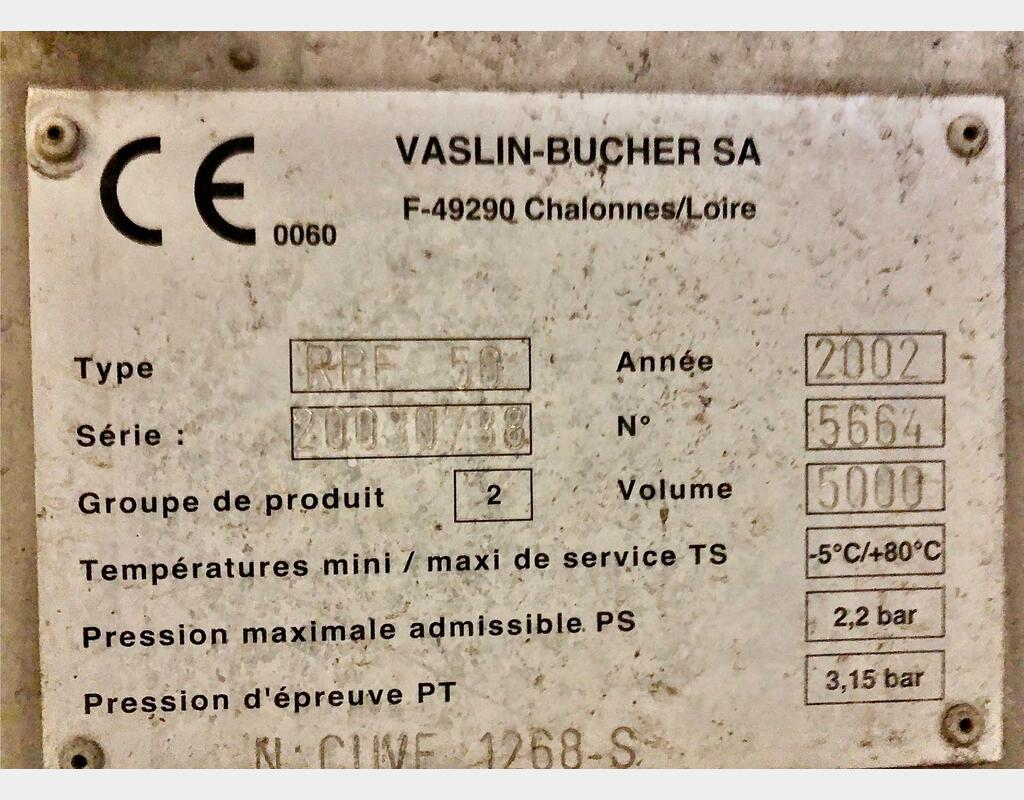 CE 0060
VASLIN-BUCHER SA
F-49290 Chalonnes/Loire
Type RPF 50 Année 2002
Série : N° 5664
Groupe de produit 2 Volume 5000
Températures mini / maxi de service TS -5°C/+80°C
Pression maximale admissible PS 2,2 bar
Pression d'épreuve PT 3,15 bar
N: CUVE 1268-S